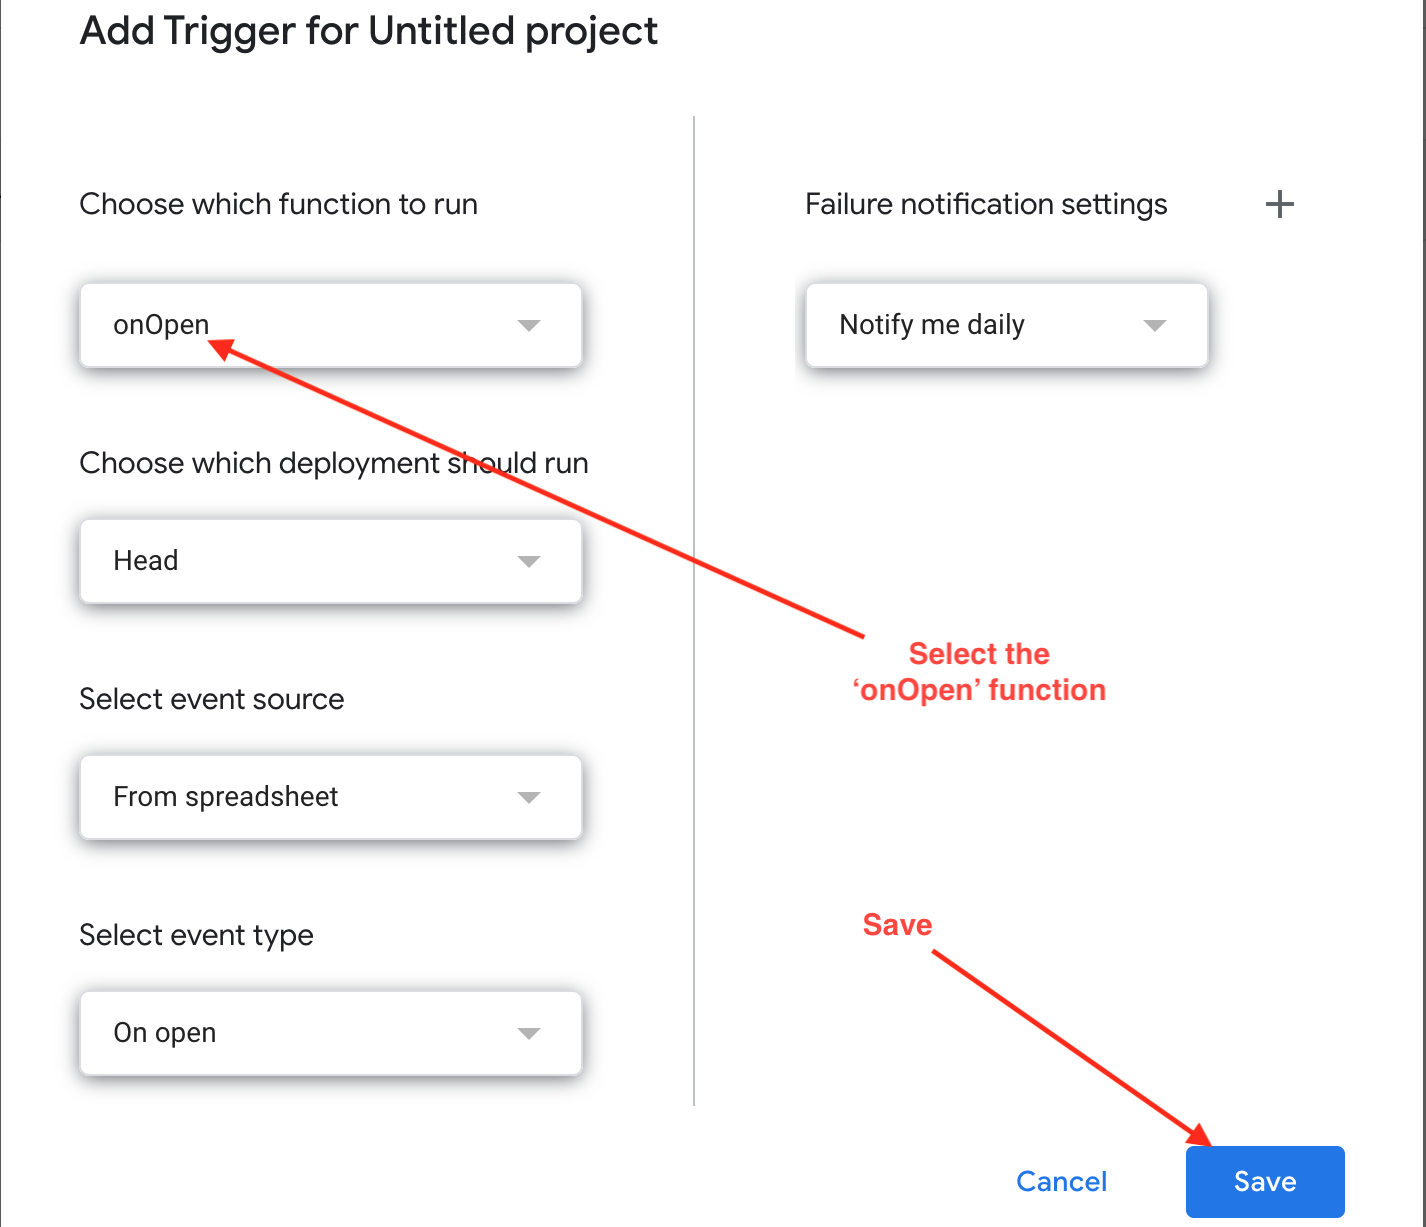 Add Trigger for Untitled project
Choose which function to run
onOpen
Choose which deployment should run
Head
Select event source
From spreadsheet
Select event type
On open
Failure notification settings
Notify me daily
Select the
‘onOpen’ function
Save
Cancel
Save